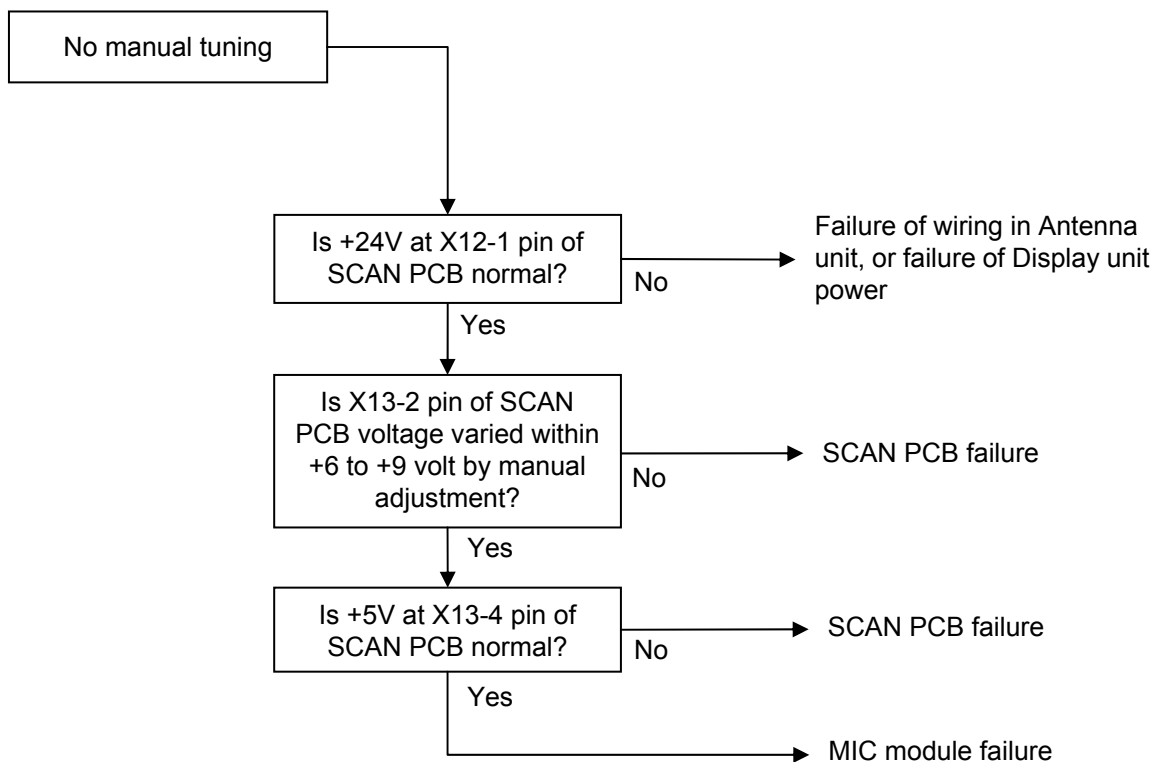 No manual tuning
Is +24V at X12-1 pin of
SCAN PCB normal?
No
Failure of wiring in Antenna
unit, or failure of Display unit
power
Yes
Is X13-2 pin of SCAN
PCB voltage varied within
+6 to +9 volt by manual
adjustment?
No
SCAN PCB failure
Yes
Is +5V at X13-4 pin of
SCAN PCB normal?
No
SCAN PCB failure
Yes
MIC module failure